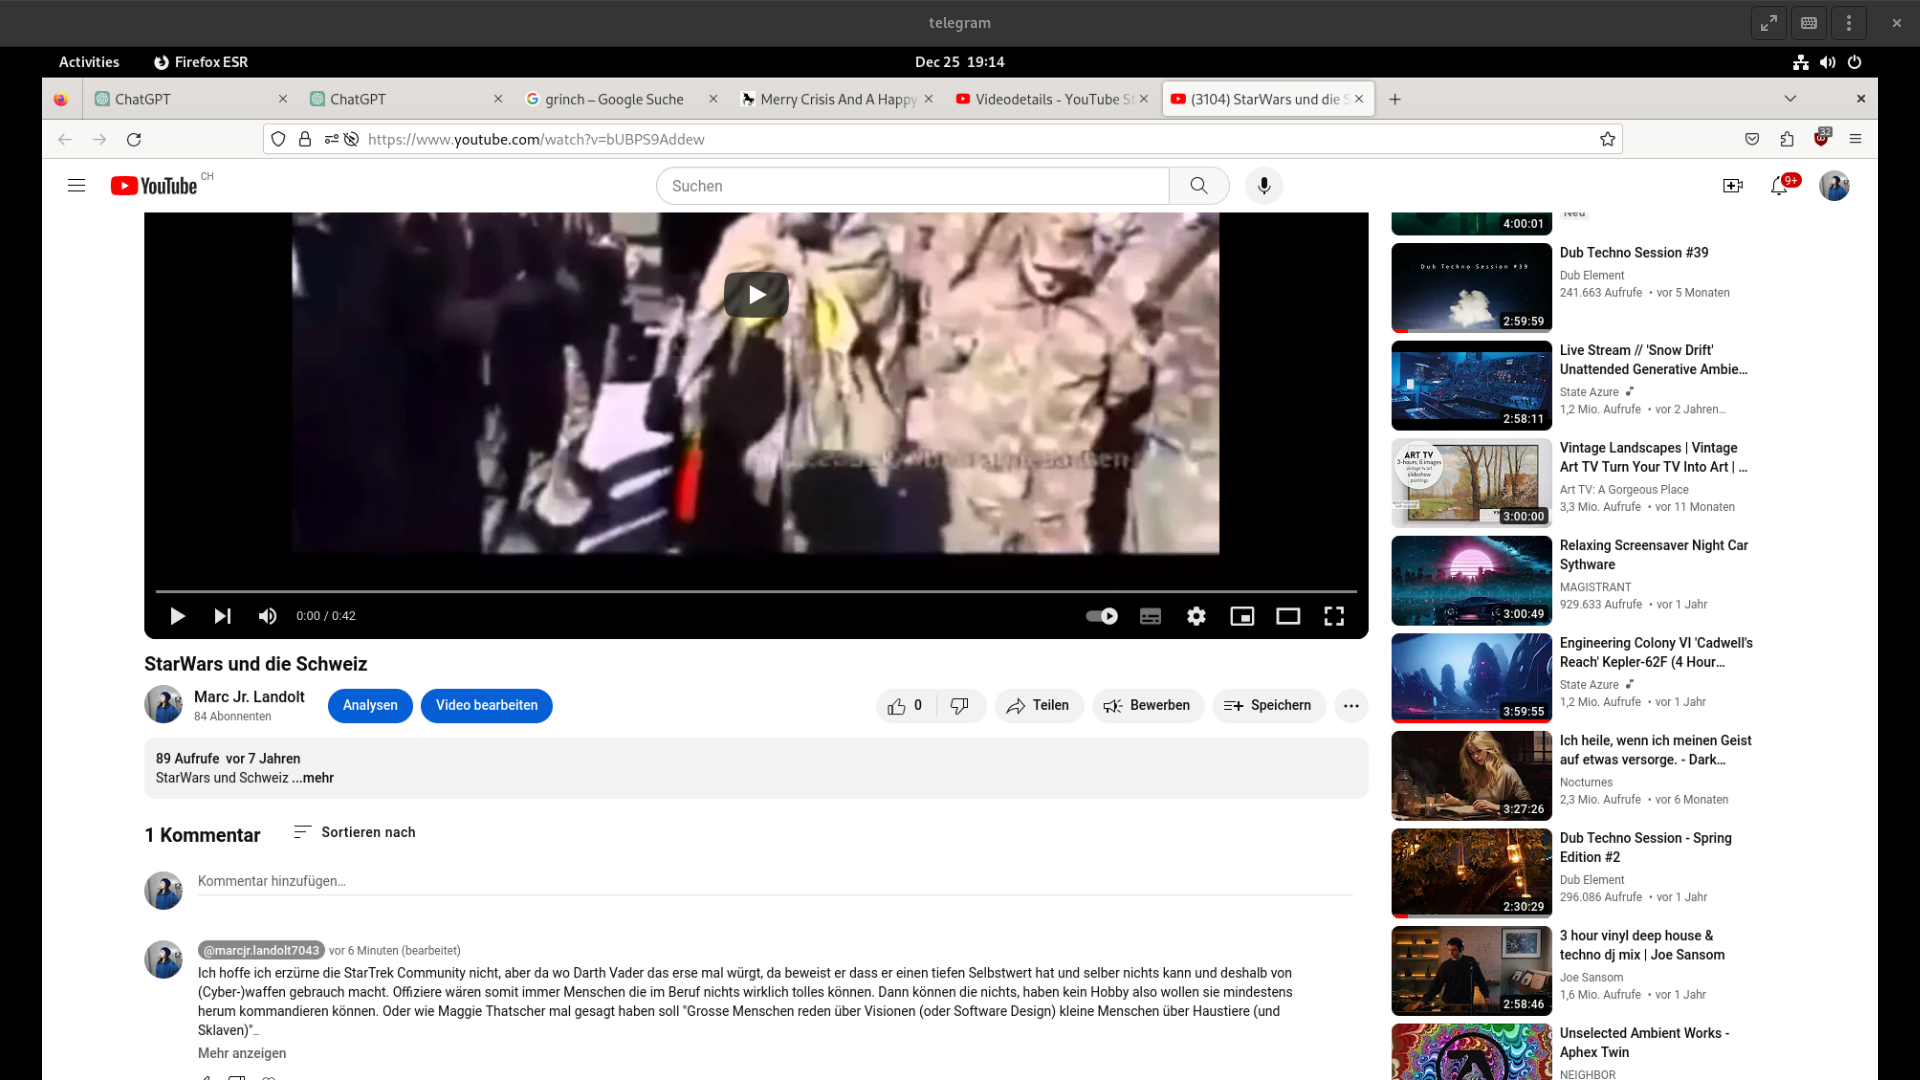 telegram
Activities
Firefox ESR
Dec 25 19:14
ChatGPT
ChatGPT
grinch – Google Suche
Merry Crisis And A Happy
Videodetails - YouTube St
(3104) StarWars und die S
https://www.youtube.com/watch?v=bUBPS9Addew
32
YouTube
CH
Suchen
9+
0:00 / 0:42
StarWars und die Schweiz
Marc Jr. Landolt
84 Abonnenten
Analysen
Video bearbeiten
0
Teilen
Bewerben
Speichern
89 Aufrufe vor 7 Jahren
StarWars und Schweiz ...mehr
1 Kommentar
Sortieren nach
Kommentar hinzufügen...
@marcjr.landolt7043 vor 6 Minuten (bearbeitet)
Ich hoffe ich erzürne die StarTrek Community nicht, aber da wo Darth Vader das erse mal würgt, da beweist er dass er einen tiefen Selbstwert hat und selber nichts kann und deshalb von
(Cyber-)waffen gebrauch macht. Offiziere wären somit immer Menschen die im Beruf nichts wirklich tolles können. Dann können die nichts, haben kein Hobby also wollen sie mindestens
herum kommandieren können. Oder wie Maggie Thatscher mal gesagt haben soll "Grosse Menschen reden über Visionen (oder Software Design) kleine Menschen über Haustiere (und
Sklaven)"...
Mehr anzeigen
4:00:01
Neu
Dub Techno Session #39
2:59:59
Dub Techno Session #39
Dub Element
241.663 Aufrufe • vor 5 Monaten
2:58:11
Live Stream // 'Snow Drift'
Unattended Generative Ambie...
State Azure
1,2 Mio. Aufrufe • vor 2 Jahren...
ART TV
3:00:00
Vintage Landscapes | Vintage
Art TV Turn Your TV Into Art | ...
Art TV: A Gorgeous Place
3,3 Mio. Aufrufe • vor 11 Monaten
3:00:49
Relaxing Screensaver Night Car
Sythware
MAGISTRANT
929.633 Aufrufe • vor 1 Jahr
3:59:55
Engineering Colony VI 'Cadwell's
Reach' Kepler-62F (4 Hour...
State Azure
1,2 Mio. Aufrufe • vor 1 Jahr
3:27:26
Ich heile, wenn ich meinen Geist
auf etwas versorge. - Dark...
Nocturnes
2,3 Mio. Aufrufe • vor 6 Monaten
2:30:29
Dub Techno Session - Spring
Edition #2
Dub Element
296.086 Aufrufe • vor 1 Jahr
2:58:46
3 hour vinyl deep house &
techno dj mix | Joe Sansom
Joe Sansom
1,6 Mio. Aufrufe • vor 1 Jahr
Unselected Ambient Works -
Aphex Twin
NEIGHBOR